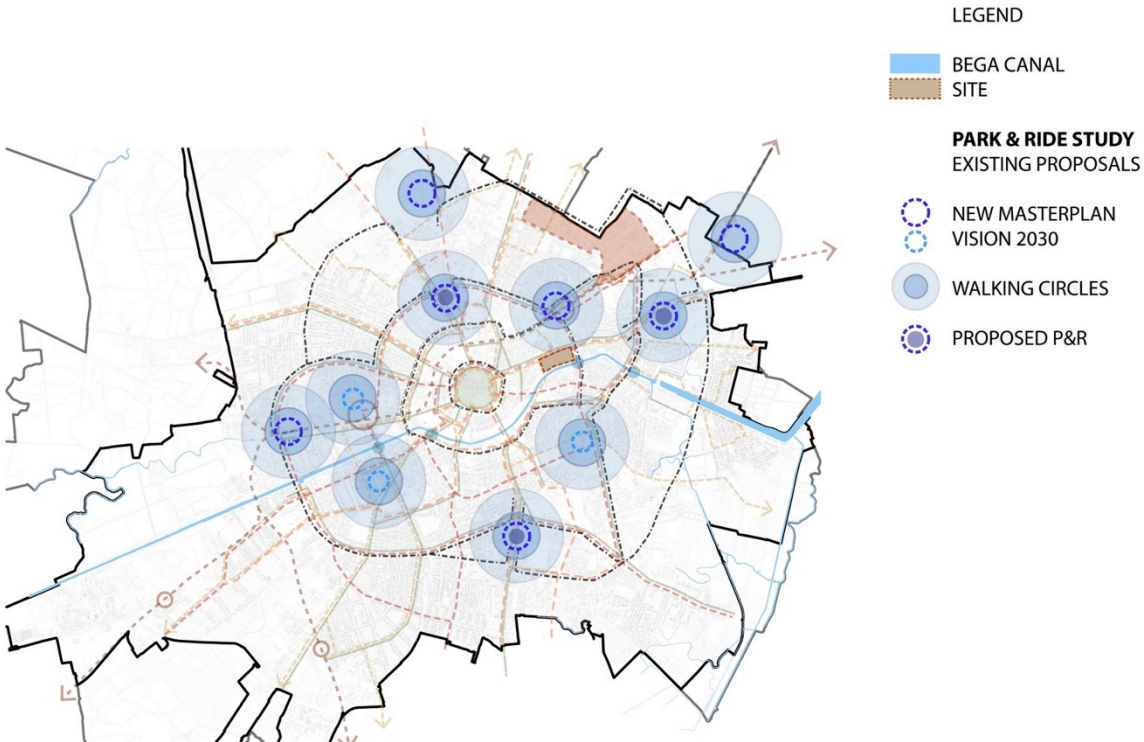 LEGEND
BEGA CANAL
SITE
PARK & RIDE STUDY
EXISTING PROPOSALS
NEW MASTERPLAN
VISION 2030
WALKING CIRCLES
PROPOSED P&R